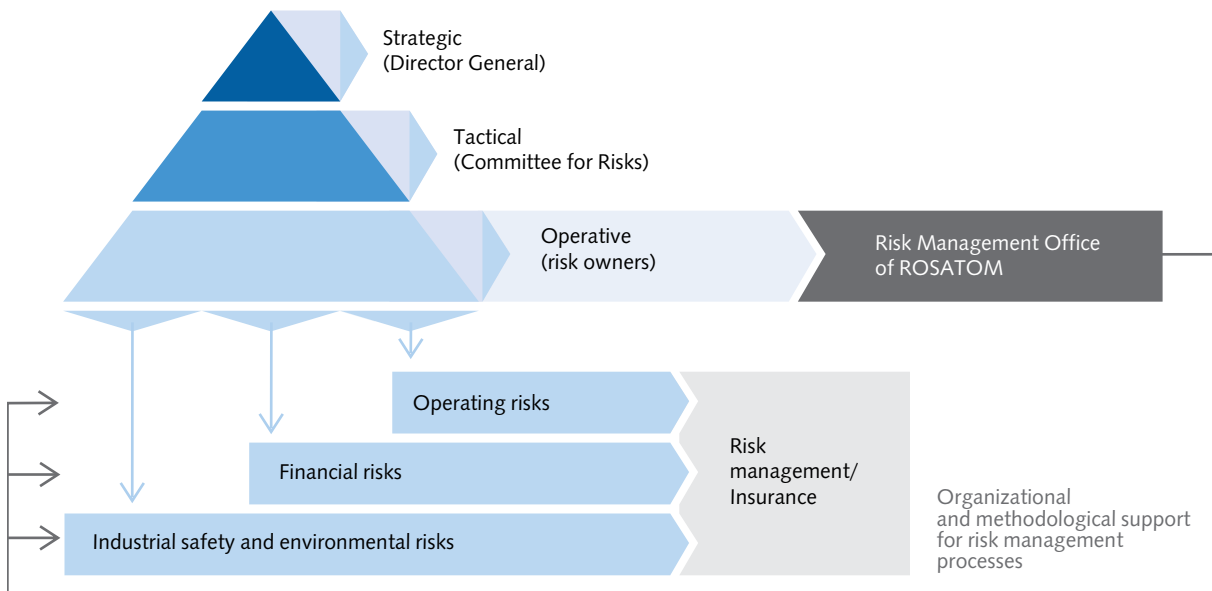 Strategic
(Director General)
Tactical
(Committee for Risks)
Operative
(risk owners)
Risk Management Office
of ROSATOM
Operating risks
Financial risks
Industrial safety and environmental risks
Risk
management/
Insurance
Organizational
and methodological support
for risk management
processes